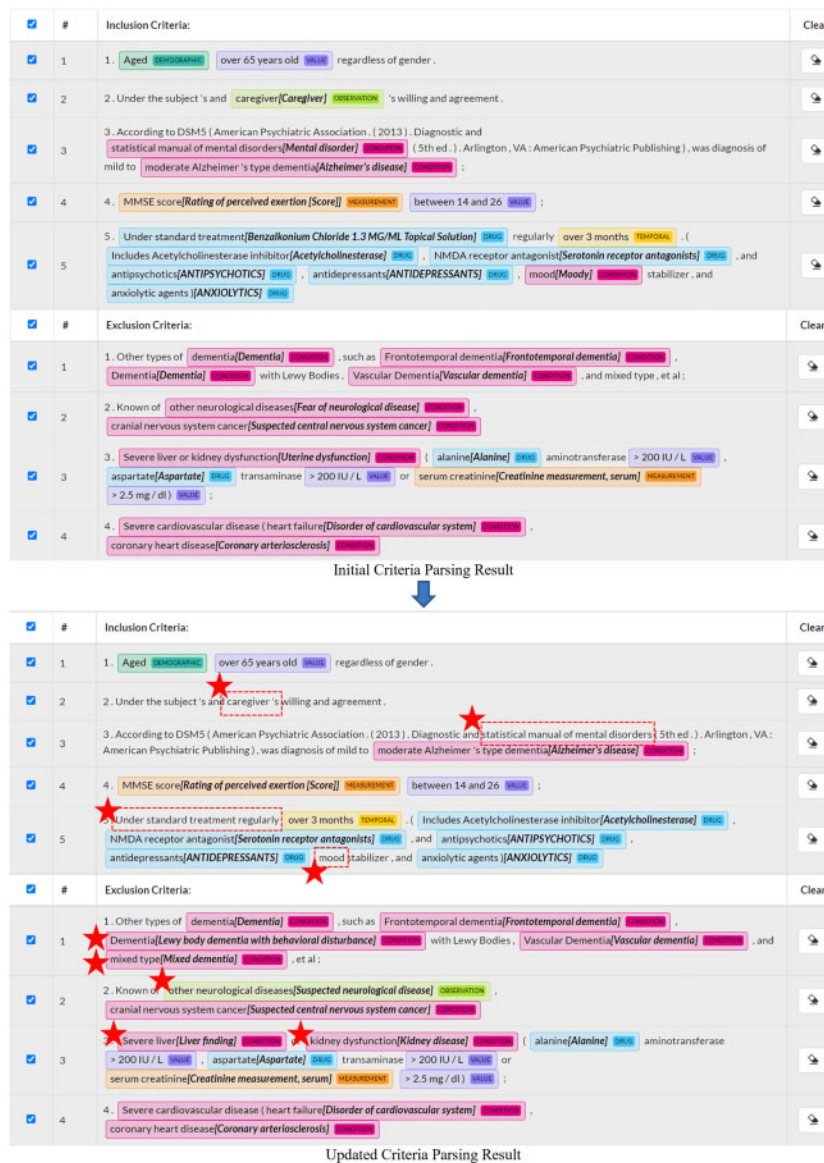 # Inclusion Criteria: Clear
1 1. Aged DEMOGRAPHIC over 65 years old VALUE regardless of gender .
2 2. Under the subject 's and caregiver[Caregiver] OBSERVATION 's willing and agreement .
3. According to DSM5 ( American Psychiatric Association . ( 2013 ) . Diagnostic and
3 statistical manual of mental disorders[Mental disorder] CONDITION ( 5th ed . ) . Arlington , VA : American Psychiatric Publishing ) , was diagnosis of
mild to moderate Alzheimer 's type dementia[Alzheimer's disease] CONDITION ;
4 4. MMSE score[Rating of perceived exertion [Score]] MEASUREMENT between 14 and 26 VALUE ;
5. Under standard treatment[Benzalkonium Chloride 1.3 MG/ML Topical Solution] DRUG regularly over 3 months TEMPORAL . (
Includes Acetylcholinesterase inhibitor[Acetylcholinesterase] DRUG , NMDA receptor antagonist[Serotonin receptor antagonists] DRUG , and
5 antipsychotics[ANTIPSYCHOTICS] DRUG , antidepressants[ANTIDEPRESSANTS] DRUG , mood[Moody] CONDITION stabilizer , and
anxiolytic agents )[ANXIOLYTICS] DRUG
# Exclusion Criteria: Clear
1. Other types of dementia[Dementia] CONDITION , such as Frontotemporal dementia[Frontotemporal dementia] CONDITION ,
1 Dementia[Dementia] CONDITION with Lewy Bodies , Vascular Dementia[Vascular dementia] CONDITION , and mixed type , et al ;
2. Known of other neurological diseases[Fear of neurological disease] CONDITION ,
2 cranial nervous system cancer[Suspected central nervous system cancer] CONDITION
3. Severe liver or kidney dysfunction[Uterine dysfunction] CONDITION ( alanine[Alanine] DRUG aminotransferase > 200 IU / L VALUE ,
3 aspartate[Aspartate] DRUG transaminase > 200 IU / L VALUE or serum creatinine[Creatinine measurement, serum] MEASUREMENT
> 2.5 mg / dl ) VALUE ;
4. Severe cardiovascular disease ( heart failure[Disorder of cardiovascular system] CONDITION ,
4 coronary heart disease[Coronary arteriosclerosis] CONDITION
Initial Criteria Parsing Result
# Inclusion Criteria: Clear
1 1. Aged DEMOGRAPHIC over 65 years old VALUE regardless of gender .
2 2. Under the subject 's and caregiver 's willing and agreement .
3. According to DSM5 ( American Psychiatric Association . ( 2013 ) . Diagnostic and statistical manual of mental disorders ( 5th ed . ) . Arlington , VA :
3 American Psychiatric Publishing ) , was diagnosis of mild to moderate Alzheimer 's type dementia[Alzheimer's disease] CONDITION ;
4 4. MMSE score[Rating of perceived exertion [Score]] MEASUREMENT between 14 and 26 VALUE ;
Under standard treatment regularly over 3 months TEMPORAL . ( Includes Acetylcholinesterase inhibitor[Acetylcholinesterase] DRUG ,
5 NMDA receptor antagonist[Serotonin receptor antagonists] DRUG , and antipsychotics[ANTIPSYCHOTICS] DRUG ,
antidepressants[ANTIDEPRESSANTS] DRUG , mood stabilizer , and anxiolytic agents )[ANXIOLYTICS] DRUG
# Exclusion Criteria: Clear
1. Other types of dementia[Dementia] CONDITION , such as Frontotemporal dementia[Frontotemporal dementia] CONDITION ,
1 Dementia[Lewy body dementia with behavioral disturbance] CONDITION with Lewy Bodies , Vascular Dementia[Vascular dementia] CONDITION , and
mixed type[Mixed dementia] CONDITION , et al ;
2. Known of other neurological diseases[Suspected neurological disease] OBSERVATION ,
2 cranial nervous system cancer[Suspected central nervous system cancer] CONDITION
Severe liver[Liver finding] CONDITION kidney dysfunction[Kidney disease] CONDITION ( alanine[Alanine] DRUG aminotransferase
3 > 200 IU / L VALUE , aspartate[Aspartate] DRUG transaminase > 200 IU / L VALUE or
serum creatinine[Creatinine measurement, serum] MEASUREMENT > 2.5 mg / dl ) VALUE ;
4. Severe cardiovascular disease ( heart failure[Disorder of cardiovascular system] CONDITION ,
4 coronary heart disease[Coronary arteriosclerosis] CONDITION
Updated Criteria Parsing Result